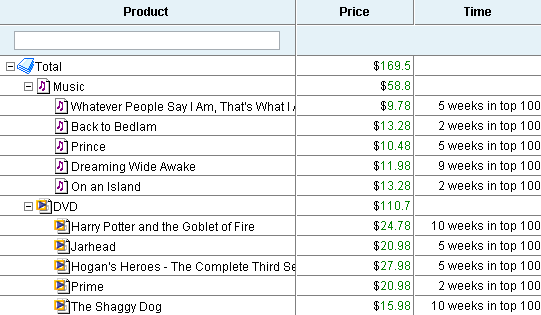 Product Price Time
Total $169.5
Music $58.8
Whatever People Say I Am, That's What I $9.78 5 weeks in top 100
Back to Bedlam $13.28 2 weeks in top 100
Prince $10.48 5 weeks in top 100
Dreaming Wide Awake $11.98 9 weeks in top 100
On an Island $13.28 2 weeks in top 100
DVD $110.7
Harry Potter and the Goblet of Fire $24.78 10 weeks in top 100
Jarhead $20.98 5 weeks in top 100
Hogan's Heroes - The Complete Third Se $27.98 5 weeks in top 100
Prime $20.98 2 weeks in top 100
The Shaggy Dog $15.98 10 weeks in top 100